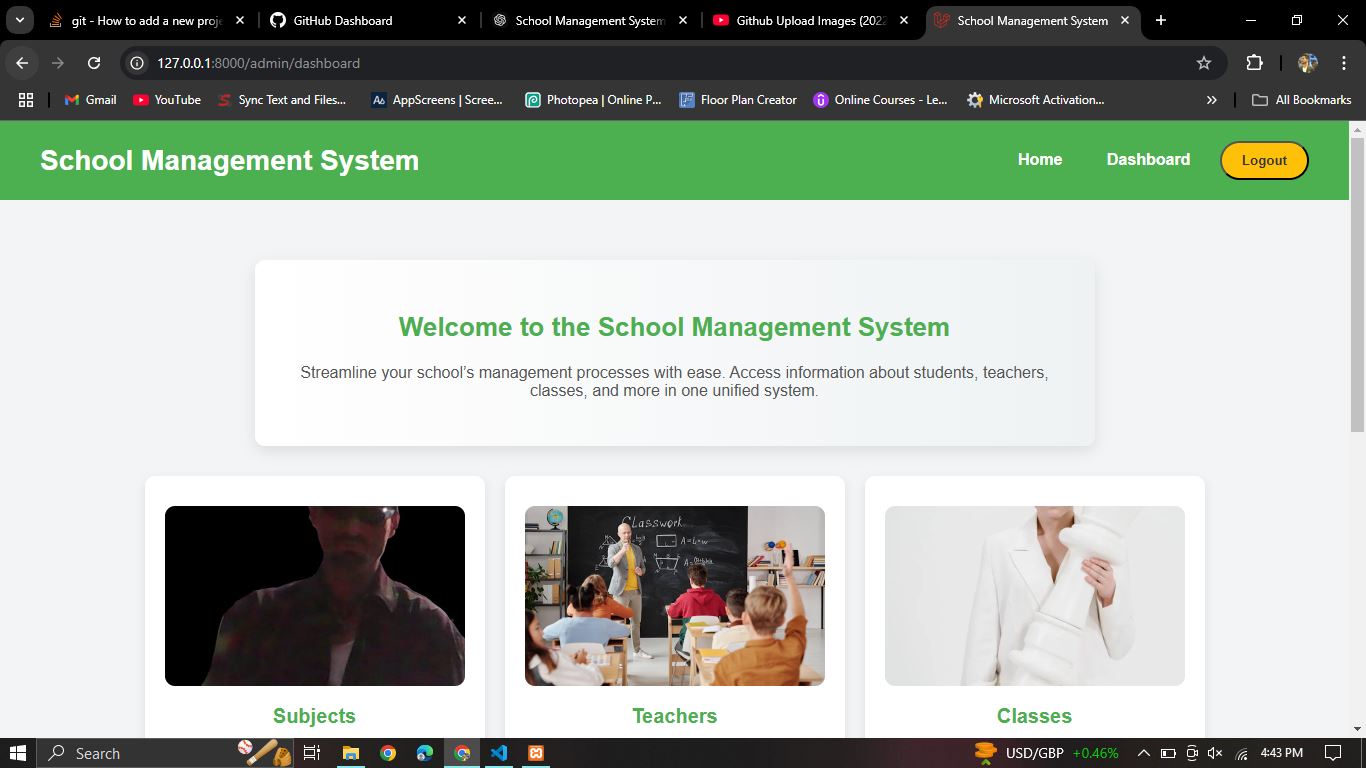 git - How to add a new proje
GitHub Dashboard
School Management System
Github Upload Images (2022
School Management System
127.0.0.1:8000/admin/dashboard
Gmail
YouTube
Sync Text and Files...
AppScreens | Scree...
Photopea | Online P...
Floor Plan Creator
Online Courses - Le...
Microsoft Activation...
All Bookmarks
School Management System
Home
Dashboard
Logout
Welcome to the School Management System
Streamline your school’s management processes with ease. Access information about students, teachers,
classes, and more in one unified system.
Classwork
Subjects
Teachers
Classes
Search
USD/GBP +0.46%
4:43 PM